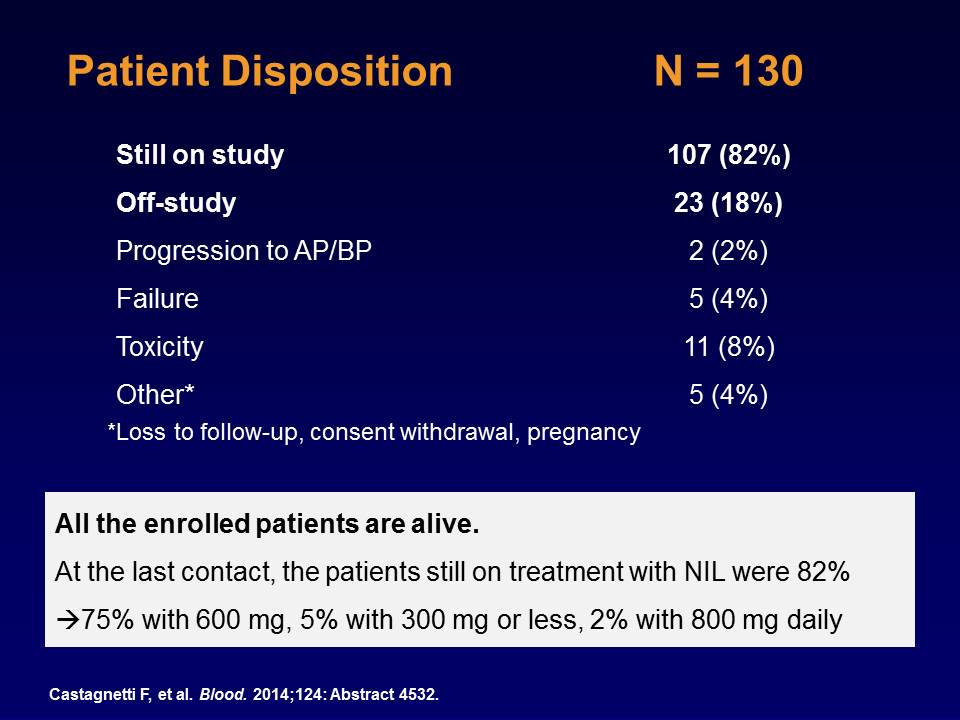 Patient Disposition N = 130
Still on study 107 (82%)
Off-study 23 (18%)
Progression to AP/BP 2 (2%)
Failure 5 (4%)
Toxicity 11 (8%)
Other* 5 (4%)
*Loss to follow-up, consent withdrawal, pregnancy
All the enrolled patients are alive.
At the last contact, the patients still on treatment with NIL were 82%
→75% with 600 mg, 5% with 300 mg or less, 2% with 800 mg daily
Castagnetti F, et al. Blood. 2014;124: Abstract 4532.